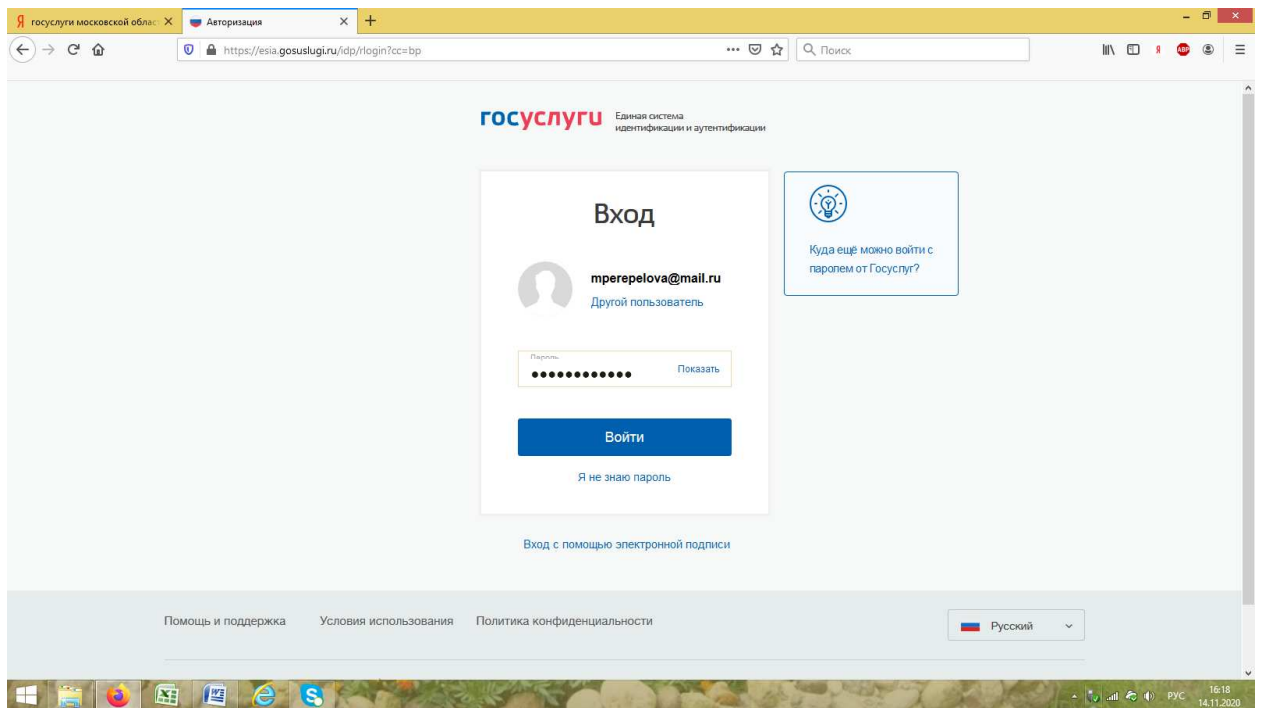 Я госуслуги московской облас
Авторизация
https://esia.gosuslugi.ru/idp/rlogin?cc=bp
Поиск
Я
ABP
госуслуги
Единая система
идентификации и аутентификации
Вход
mperepelova@mail.ru
Другой пользователь
Пароль
Показать
Войти
Я не знаю пароль
Куда ещё можно войти с
паролем от Госуслуг?
Вход с помощью электронной подписи
Помощь и поддержка
Условия использования
Политика конфиденциальности
Русский
РУС
16:18
14.11.2020